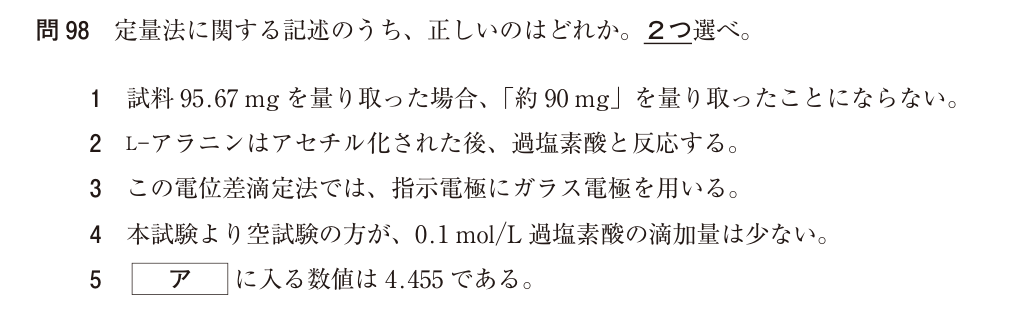 問 98 定量法に関する記述のうち、正しいのはどれか。2つ選べ。
1 試料 95.67 mg を量り取った場合、「約 90 mg」を量り取ったことにならない。
2 L-アラニンはアセチル化された後、過塩素酸と反応する。
3 この電位差滴定法では、指示電極にガラス電極を用いる。
4 本試験より空試験の方が、0.1 mol/L 過塩素酸の滴加量は少ない。
5 ア に入る数値は 4.455 である。